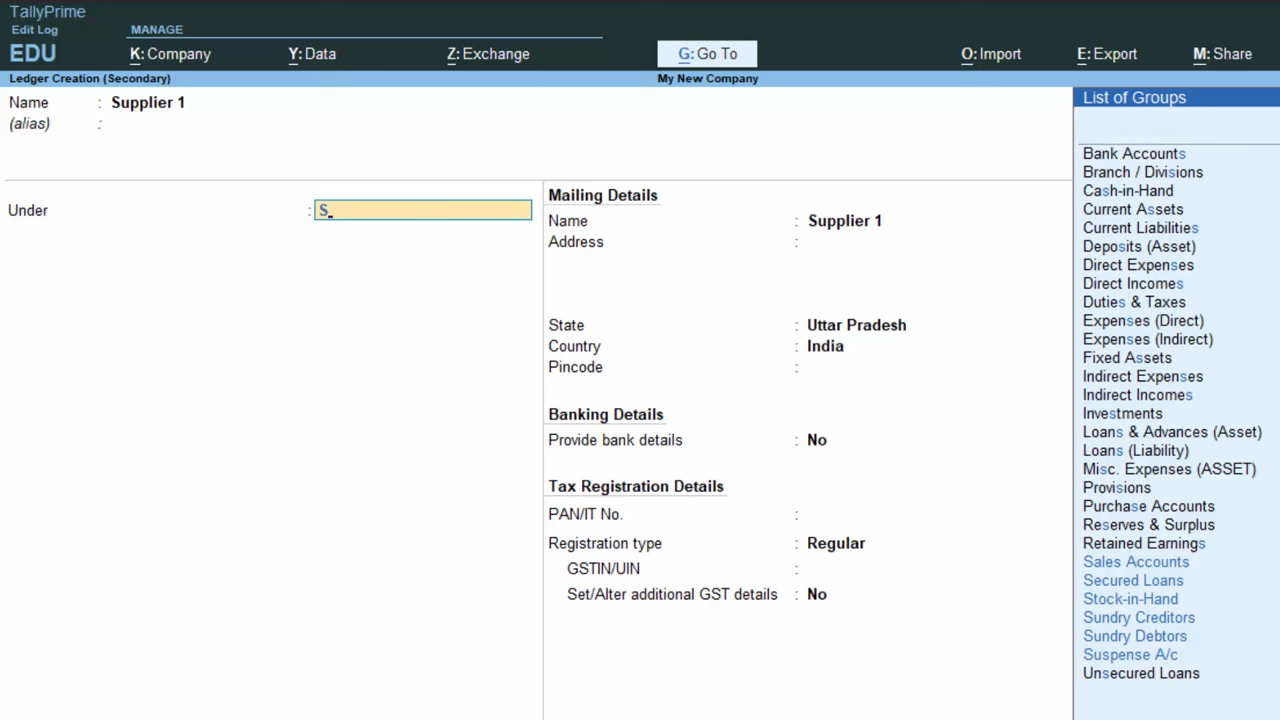 TallyPrime
Edit Log
EDU
MANAGE
K: Company
Y: Data
Z: Exchange
G: Go To
O: Import
E: Export
M: Share
Ledger Creation (Secondary)
My New Company
Name : Supplier 1
(alias) :
Under : S_
Mailing Details
Name : Supplier 1
Address :
State : Uttar Pradesh
Country : India
Pincode :
Banking Details
Provide bank details : No
Tax Registration Details
PAN/IT No. :
Registration type : Regular
GSTIN/UIN :
Set/Alter additional GST details : No
List of Groups
Bank Accounts
Branch / Divisions
Cash-in-Hand
Current Assets
Current Liabilities
Deposits (Asset)
Direct Expenses
Direct Incomes
Duties & Taxes
Expenses (Direct)
Expenses (Indirect)
Fixed Assets
Indirect Expenses
Indirect Incomes
Investments
Loans & Advances (Asset)
Loans (Liability)
Misc. Expenses (ASSET)
Provisions
Purchase Accounts
Reserves & Surplus
Retained Earnings
Sales Accounts
Secured Loans
Stock-in-Hand
Sundry Creditors
Sundry Debtors
Suspense A/c
Unsecured Loans